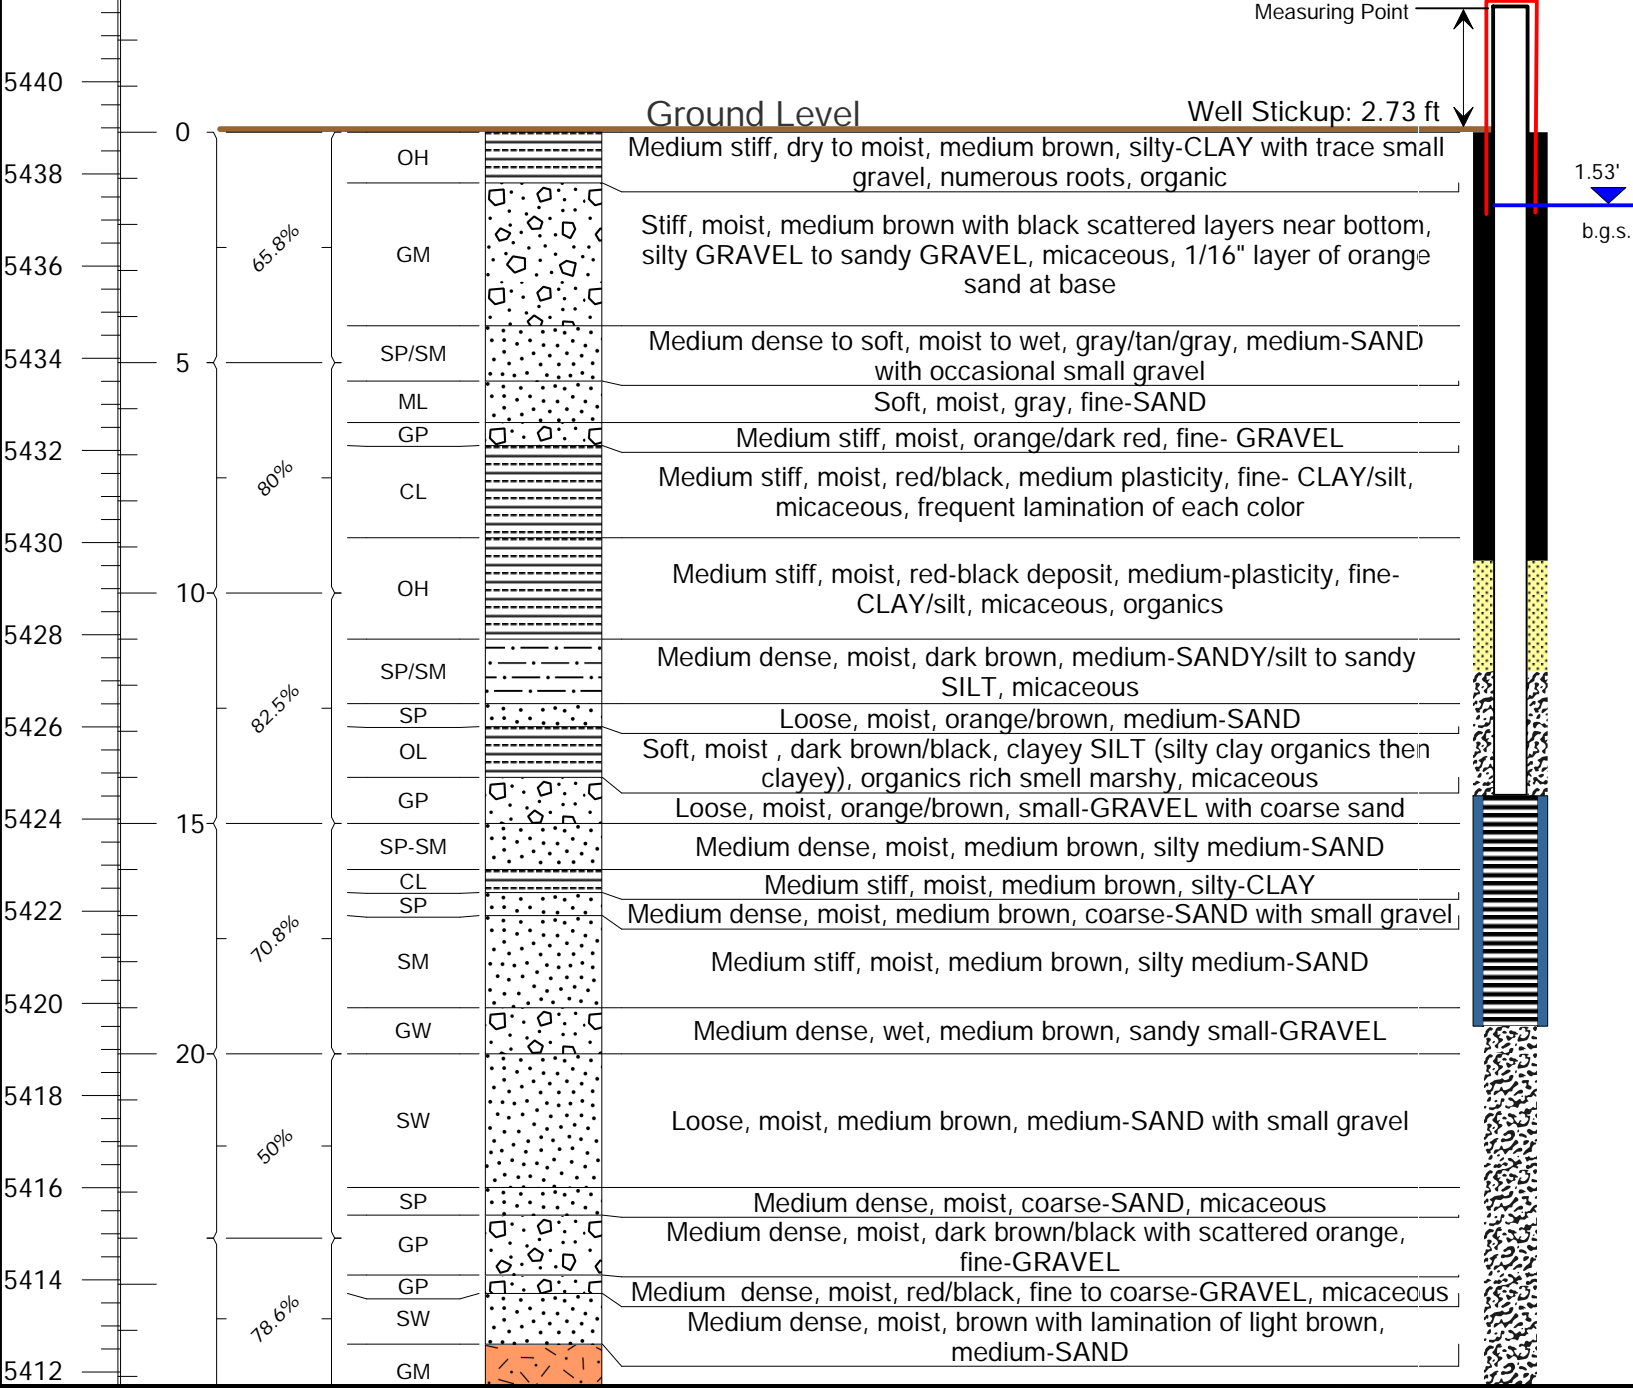 Measuring Point
5440
Ground Level
Well Stickup: 2.73 ft
0
OH
Medium stiff, dry to moist, medium brown, silty-CLAY with trace small
gravel, numerous roots, organic
5438
1.53'
b.g.s.
65.8%
GM
Stiff, moist, medium brown with black scattered layers near bottom,
silty GRAVEL to sandy GRAVEL, micaceous, 1/16" layer of orange
sand at base
5436
5434
SP/SM
Medium dense to soft, moist to wet, gray/tan/gray, medium-SAND
with occasional small gravel
5
ML
Soft, moist, gray, fine-SAND
GP
Medium stiff, moist, orange/dark red, fine- GRAVEL
5432
80%
CL
Medium stiff, moist, red/black, medium plasticity, fine- CLAY/silt,
micaceous, frequent lamination of each color
5430
OH
Medium stiff, moist, red-black deposit, medium-plasticity, fine-
CLAY/silt, micaceous, organics
10
5428
SP/SM
Medium dense, moist, dark brown, medium-SANDY/silt to sandy
SILT, micaceous
82.5%
SP
Loose, moist, orange/brown, medium-SAND
5426
OL
Soft, moist , dark brown/black, clayey SILT (silty clay organics then
clayey), organics rich smell marshy, micaceous
GP
Loose, moist, orange/brown, small-GRAVEL with coarse sand
5424
15
SP-SM
Medium dense, moist, medium brown, silty medium-SAND
CL
Medium stiff, moist, medium brown, silty-CLAY
SP
Medium dense, moist, medium brown, coarse-SAND with small gravel
5422
70.8%
SM
Medium stiff, moist, medium brown, silty medium-SAND
5420
GW
Medium dense, wet, medium brown, sandy small-GRAVEL
20
5418
50%
SW
Loose, moist, medium brown, medium-SAND with small gravel
5416
SP
Medium dense, moist, coarse-SAND, micaceous
GP
Medium dense, moist, dark brown/black with scattered orange,
fine-GRAVEL
5414
GP
Medium  dense, moist, red/black, fine to coarse-GRAVEL, micaceous
78.6%
SW
Medium dense, moist, brown with lamination of light brown,
medium-SAND
5412
GM